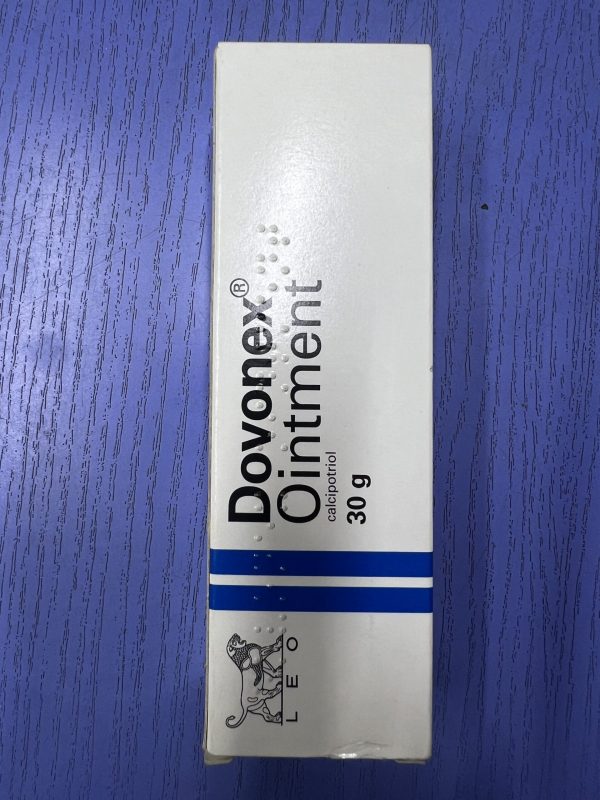 Dovonex®
Ointment
calcipotriol
30 g
LEO